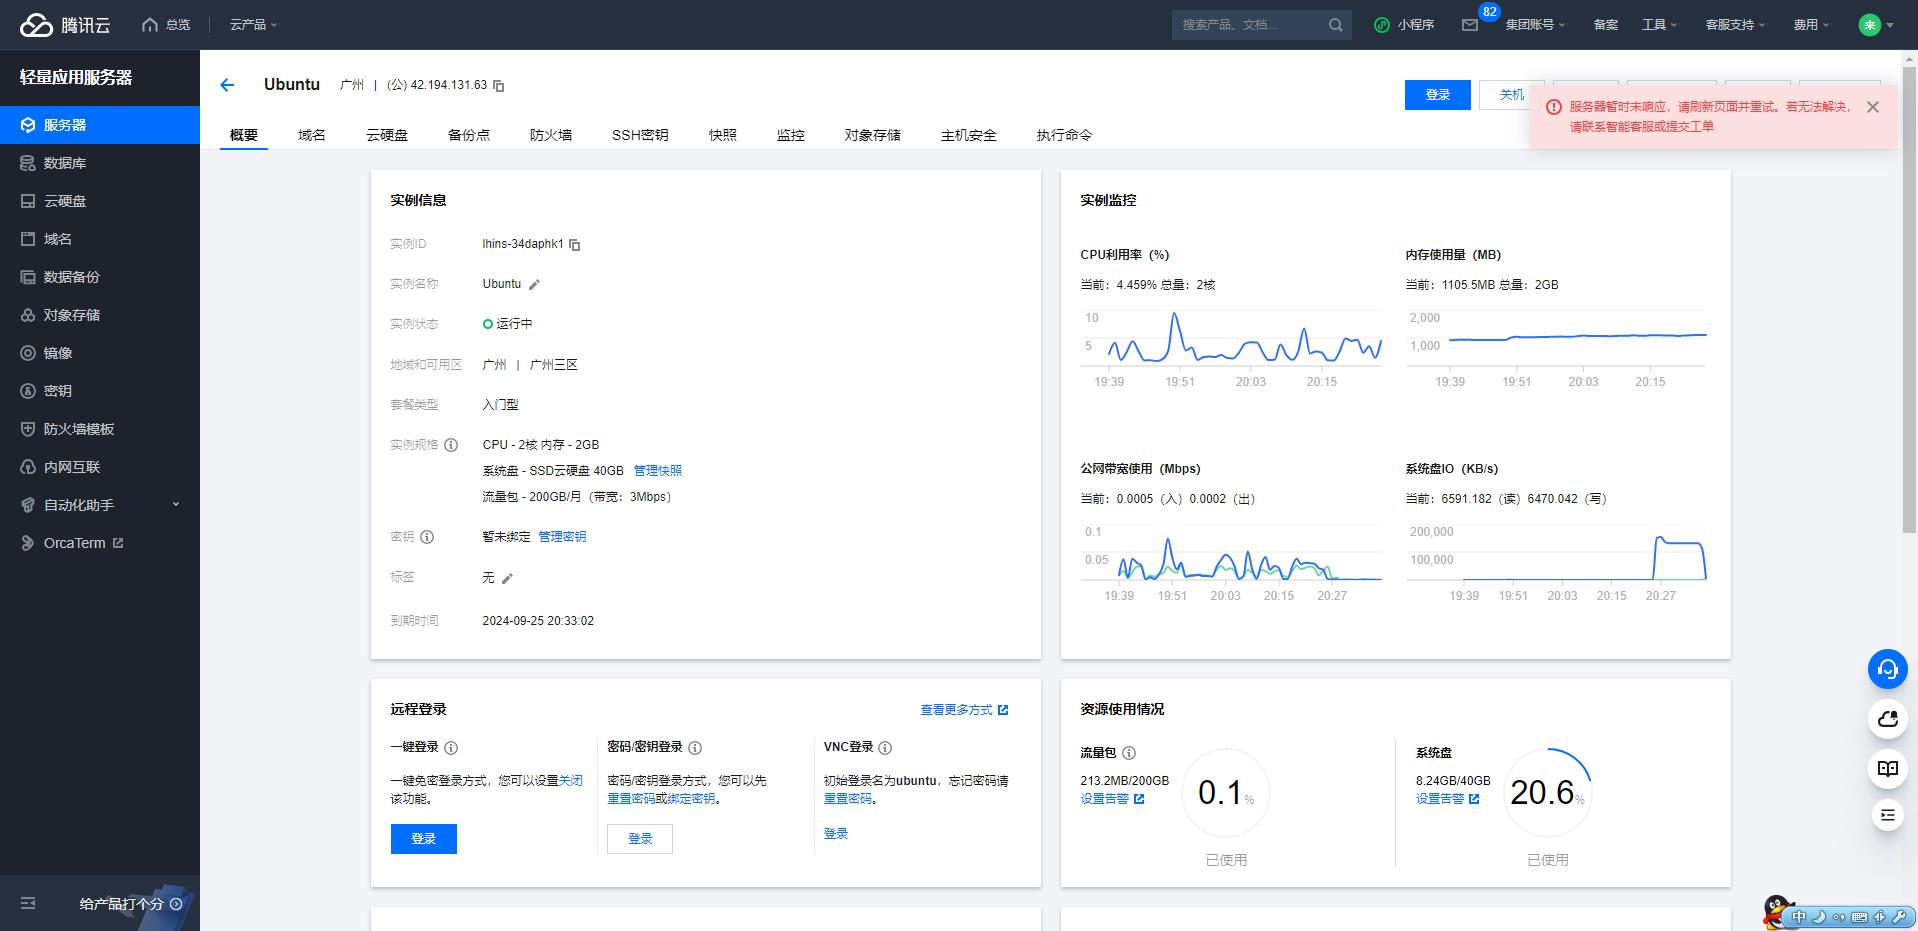 腾讯云
总览
云产品
搜索产品、文档...
小程序
82
集团账号
备案
工具
客服支持
费用
轻量应用服务器
服务器
数据库
云硬盘
域名
数据备份
对象存储
镜像
密钥
防火墙模板
内网互联
自动化助手
OrcaTerm
给产品打个分
Ubuntu
广州 | (公) 42.194.131.63
登录
关机
服务器暂时未响应，请刷新页面并重试。若无法解决，
请联系智能客服或提交工单
概要
域名
云硬盘
备份点
防火墙
SSH密钥
快照
监控
对象存储
主机安全
执行命令
实例信息
实例ID
lhins-34daphk1
实例名称
Ubuntu
实例状态
运行中
地域和可用区
广州 | 广州三区
套餐类型
入门型
实例规格
CPU - 2核 内存 - 2GB
系统盘 - SSD云硬盘 40GB 管理快照
流量包 - 200GB/月（带宽：3Mbps）
密钥
暂未绑定 管理密钥
标签
无
到期时间
2024-09-25 20:33:02
实例监控
CPU利用率（%）
当前：4.459% 总量：2核
10
5
19:39
19:51
20:03
20:15
内存使用量（MB）
当前：1105.5MB 总量：2GB
2,000
1,000
19:39
19:51
20:03
20:15
公网带宽使用（Mbps）
当前：0.0005（入）0.0002（出）
0.1
0.05
19:39
19:51
20:03
20:15
20:27
系统盘IO（KB/s）
当前：6591.182（读）6470.042（写）
200,000
100,000
19:39
19:51
20:03
20:15
20:27
远程登录
查看更多方式
一键登录
一键免密登录方式，您可以设置关闭
该功能。
登录
密码/密钥登录
密码/密钥登录方式，您可以先
重置密码或绑定密钥。
登录
VNC登录
初始登录名为ubuntu，忘记密码请
重置密码。
登录
资源使用情况
流量包
213.2MB/200GB
设置告警
0.1%
已使用
系统盘
8.24GB/40GB
设置告警
20.6%
已使用
中